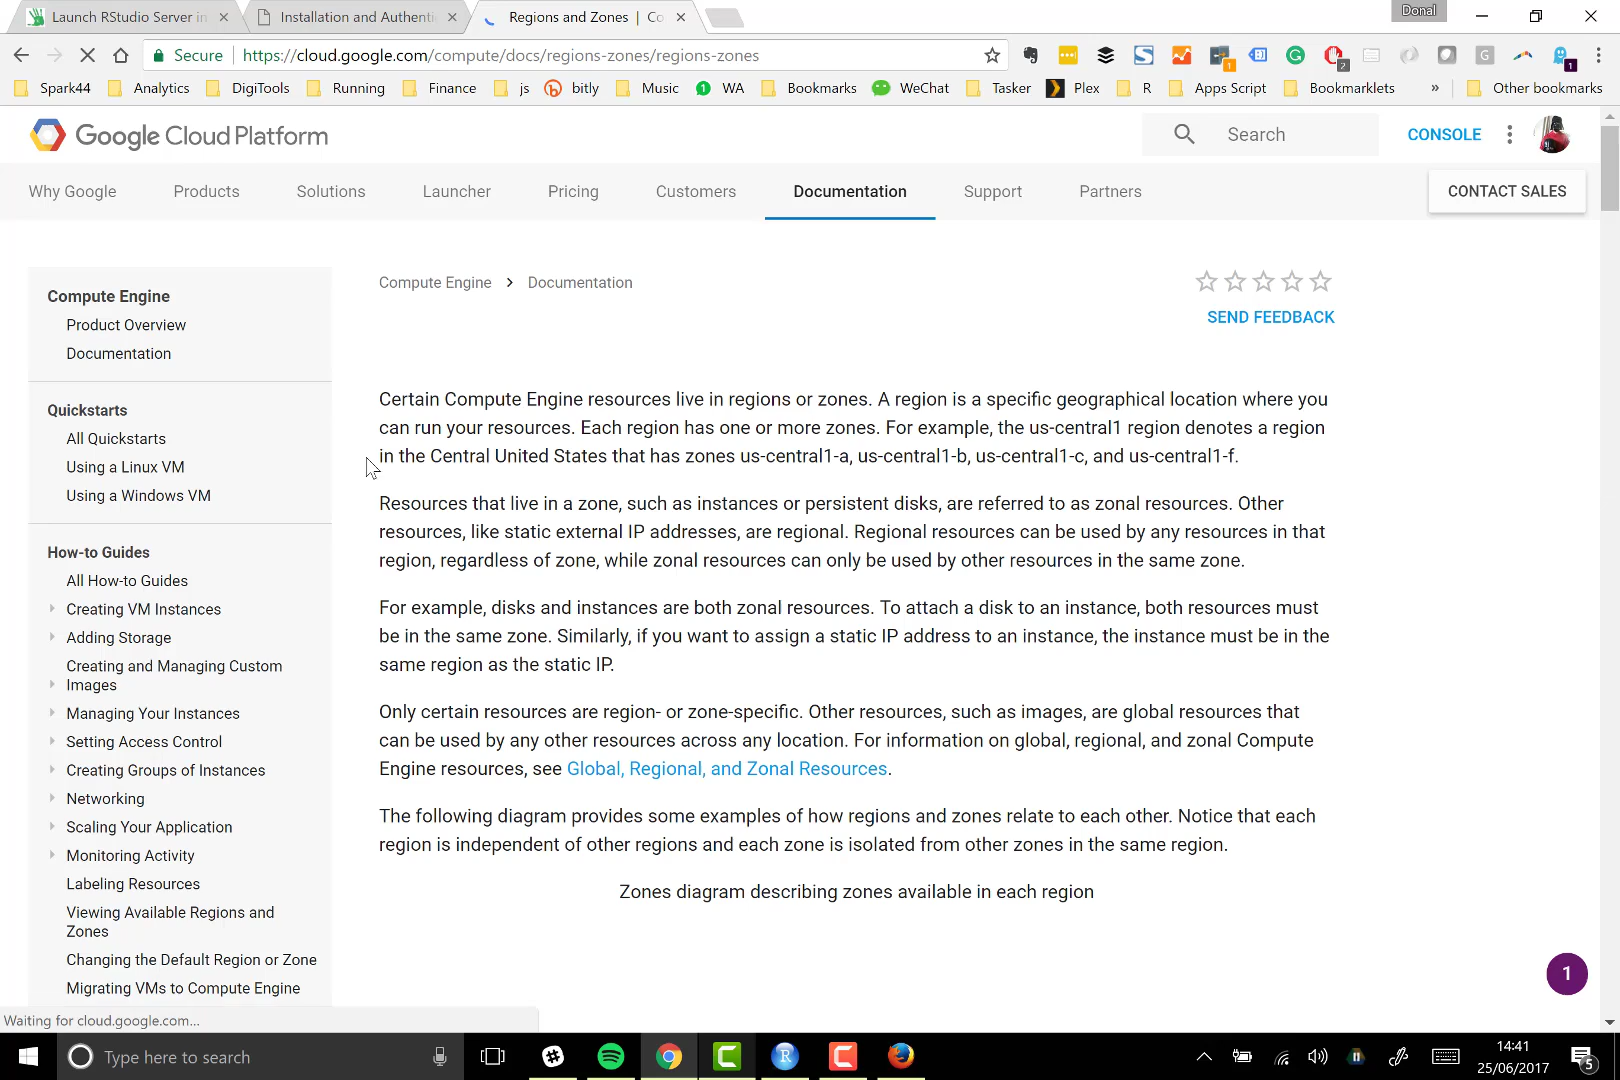 Launch RStudio Server in
Installation and Authenti
Regions and Zones | Co
Donal
Secure
https://cloud.google.com/compute/docs/regions-zones/regions-zones
Spark44
Analytics
DigiTools
Running
Finance
js
bitly
Music
WA
Bookmarks
WeChat
Tasker
Plex
R
Apps Script
Bookmarklets
»
Other bookmarks
Google Cloud Platform
Search
CONSOLE
Why Google
Products
Solutions
Launcher
Pricing
Customers
Documentation
Support
Partners
CONTACT SALES
Compute Engine
Product Overview
Documentation
Quickstarts
All Quickstarts
Using a Linux VM
Using a Windows VM
How-to Guides
All How-to Guides
Creating VM Instances
Adding Storage
Creating and Managing Custom
Images
Managing Your Instances
Setting Access Control
Creating Groups of Instances
Networking
Scaling Your Application
Monitoring Activity
Labeling Resources
Viewing Available Regions and
Zones
Changing the Default Region or Zone
Migrating VMs to Compute Engine
Compute Engine > Documentation
SEND FEEDBACK
Certain Compute Engine resources live in regions or zones. A region is a specific geographical location where you
can run your resources. Each region has one or more zones. For example, the us-central1 region denotes a region
in the Central United States that has zones us-central1-a, us-central1-b, us-central1-c, and us-central1-f.
Resources that live in a zone, such as instances or persistent disks, are referred to as zonal resources. Other
resources, like static external IP addresses, are regional. Regional resources can be used by any resources in that
region, regardless of zone, while zonal resources can only be used by other resources in the same zone.
For example, disks and instances are both zonal resources. To attach a disk to an instance, both resources must
be in the same zone. Similarly, if you want to assign a static IP address to an instance, the instance must be in the
same region as the static IP.
Only certain resources are region- or zone-specific. Other resources, such as images, are global resources that
can be used by any other resources across any location. For information on global, regional, and zonal Compute
Engine resources, see Global, Regional, and Zonal Resources.
The following diagram provides some examples of how regions and zones relate to each other. Notice that each
region is independent of other regions and each zone is isolated from other zones in the same region.
Zones diagram describing zones available in each region
1
Waiting for cloud.google.com...
Type here to search
14:41
25/06/2017
5